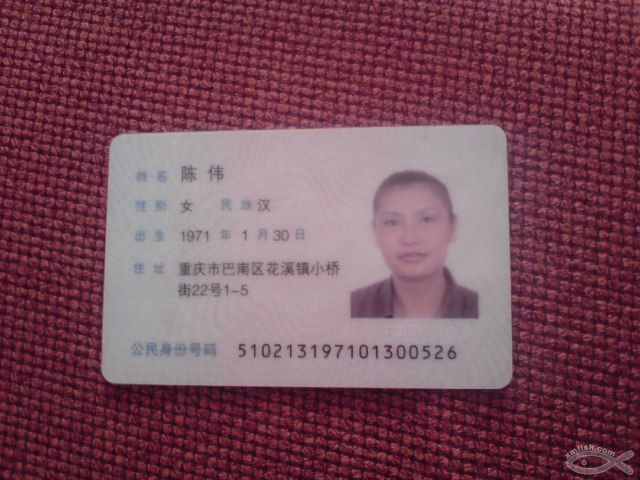 姓名 陈伟
性别 女 民族 汉
出生 1971 年 1 月 30 日
住址 重庆市巴南区花溪镇小桥
街22号1-5
公民身份号码 510213197101300526
xmfish.com